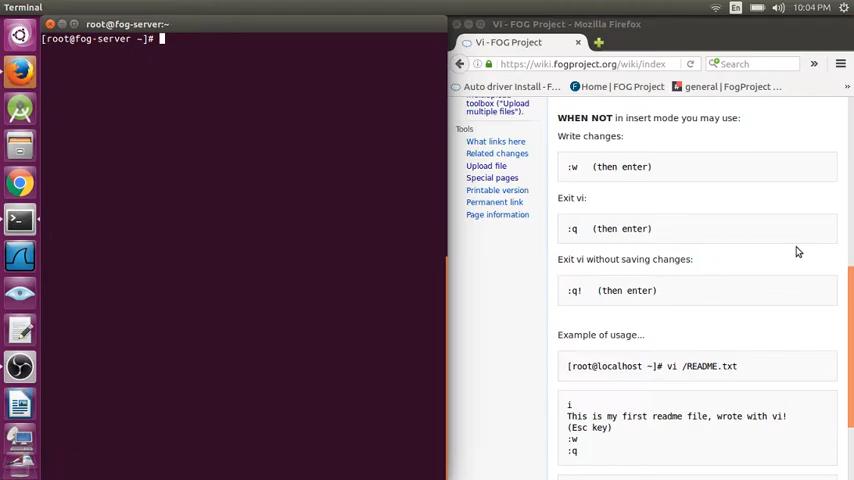 Terminal
En
10:04 PM
root@fog-server:~
[root@fog-server ~]#
Vi - FOG Project - Mozilla Firefox
Vi - FOG Project
https://wiki.fogproject.org/wiki/index
Search
Auto driver Install - F...
Home | FOG Project
general | FogProject ...
toolbox ("Upload
multiple files").
Tools
What links here
Related changes
Upload file
Special pages
Printable version
Permanent link
Page information
WHEN NOT in insert mode you may use:
Write changes:
:w (then enter)
Exit vi:
:q (then enter)
Exit vi without saving changes:
:q! (then enter)
Example of usage...
[root@localhost ~]# vi /README.txt
i
This is my first readme file, wrote with vi!
(Esc key)
:w
:q